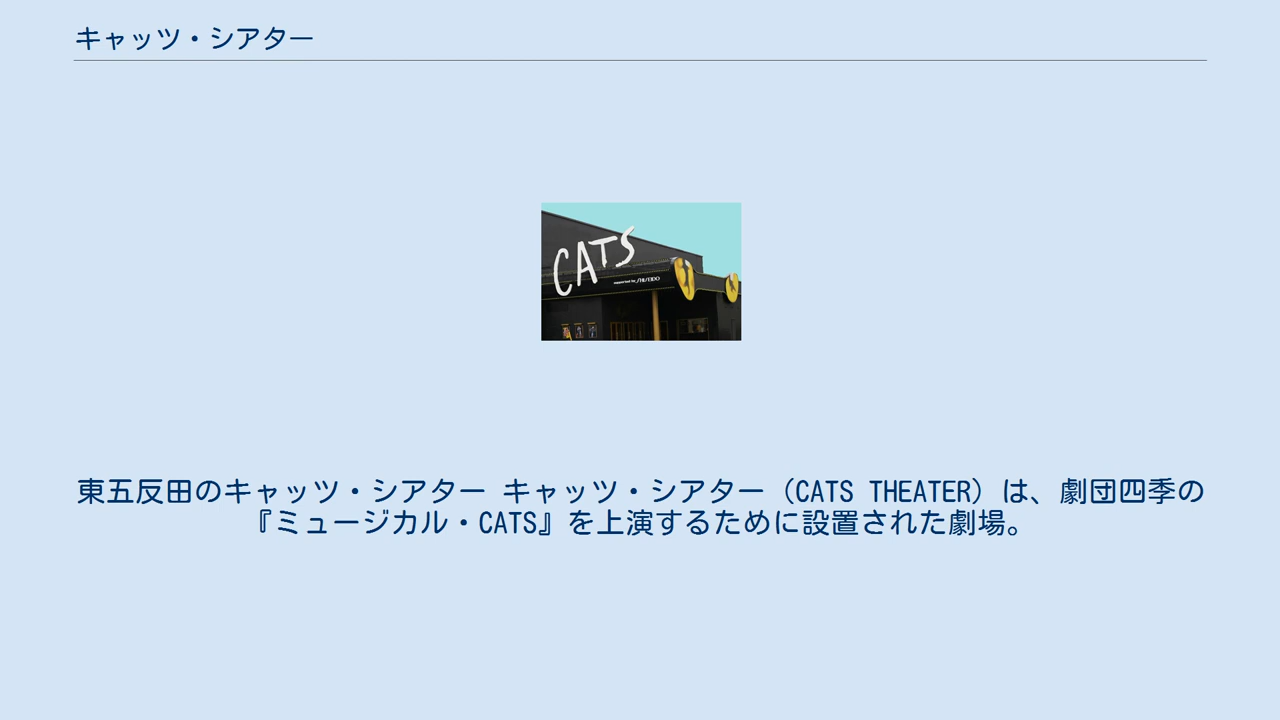 キャッツ・シアター
CATS
supported by SHISEIDO
東五反田のキャッツ・シアター キャッツ・シアター（CATS THEATER）は、劇団四季の
『ミュージカル・CATS』を上演するために設置された劇場。